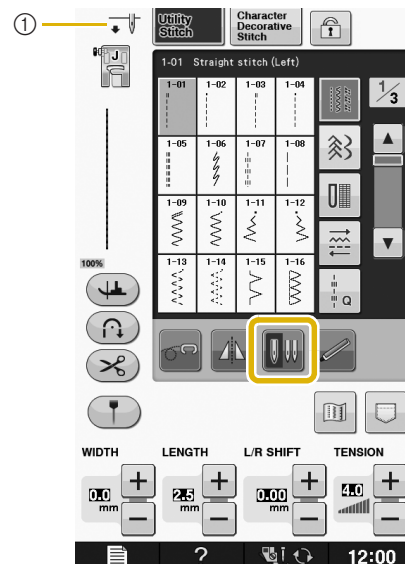 ①
Utility Stitch
Character Decorative Stitch
J
1-01 Straight stitch (Left)
1-01 1-02 1-03 1-04
1/3
1-05 1-06 1-07 1-08
1-09 1-10 1-11 1-12
100%
1-13 1-14 1-15 1-16
Q
WIDTH LENGTH L/R SHIFT TENSION
0.0 mm + − 2.5 mm + − 0.00 mm + − 4.0 + −
? 12:00